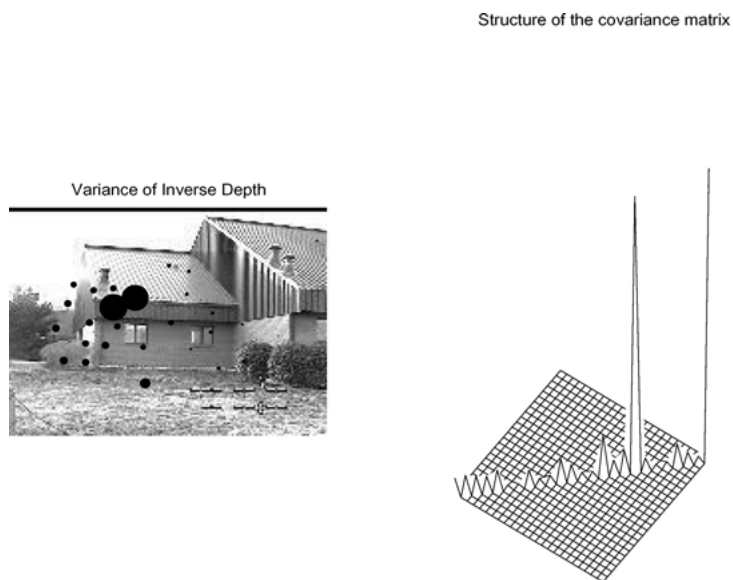 Structure of the covariance matrix
Variance of Inverse Depth